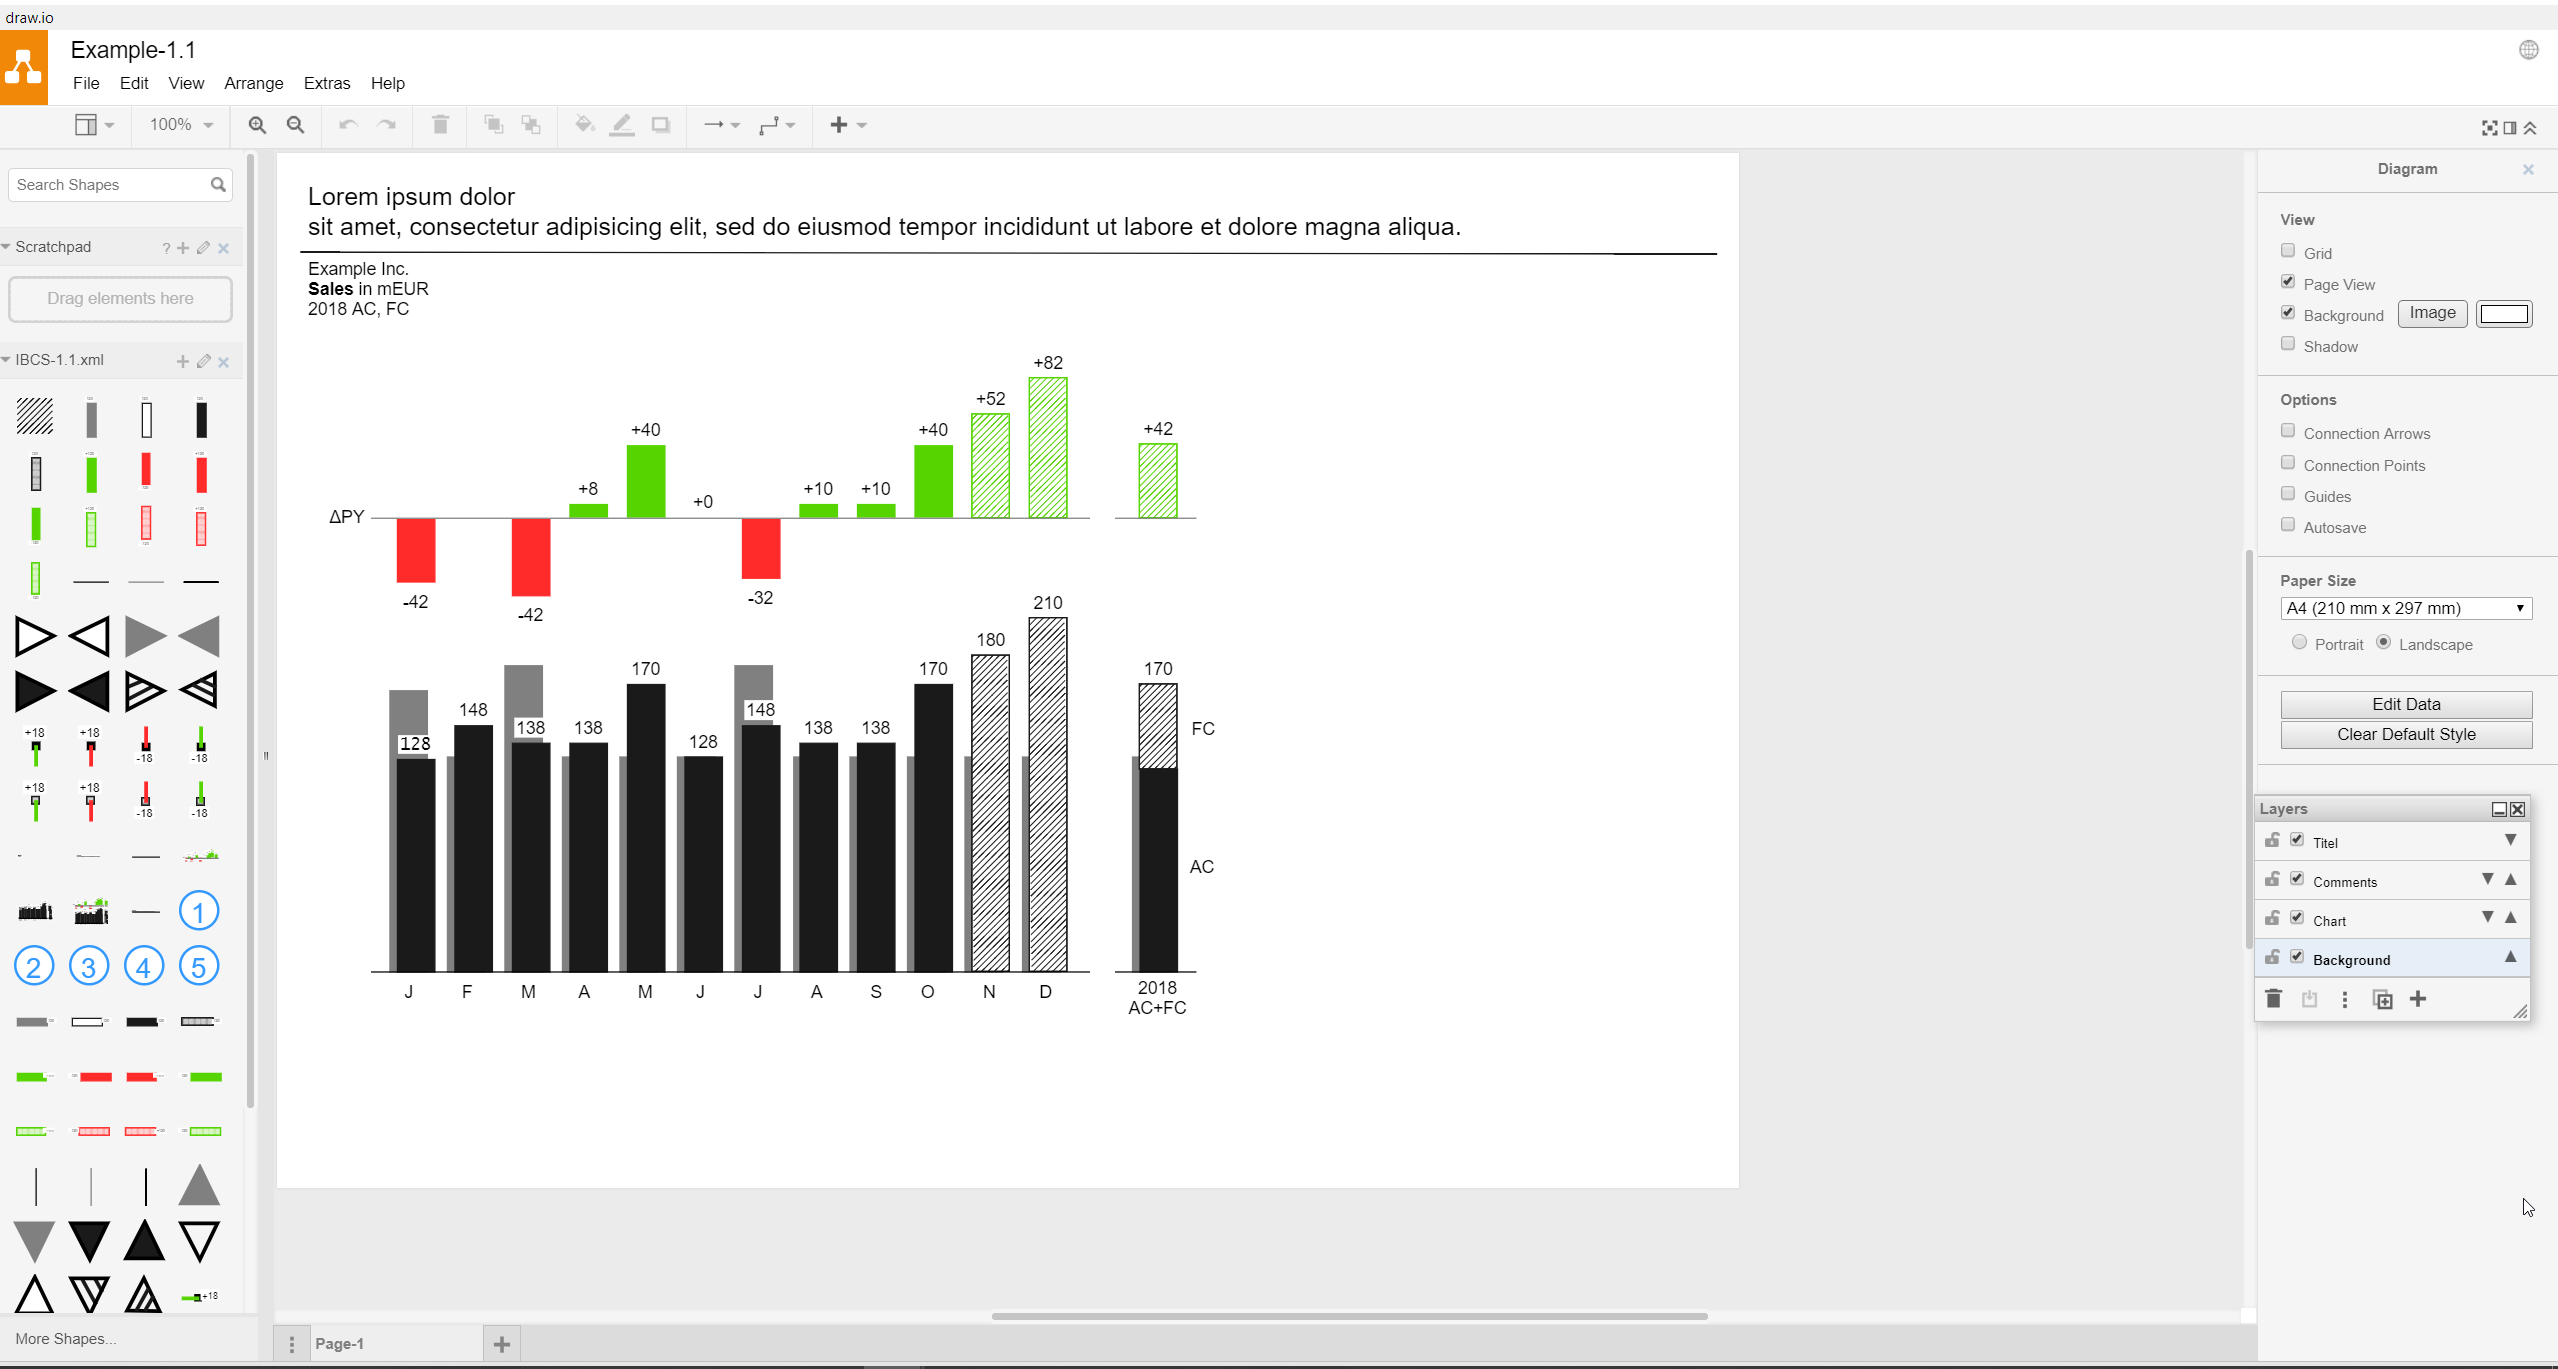 draw.io
Example-1.1
File Edit View Arrange Extras Help
100%
Search Shapes
Scratchpad ?
Drag elements here
IBCS-1.1.xml
+18 +18 -18 -18
+18 +18 -18 -18
1
2 3 4 5
+18
More Shapes...
Lorem ipsum dolor
sit amet, consectetur adipisicing elit, sed do eiusmod tempor incididunt ut labore et dolore magna aliqua.
Example Inc.
Sales in mEUR
2018 AC, FC
+82
+52
+40 +40 +42
+8 +0 +10 +10
ΔPY
-42 -42 -32
210
180
170 170 170
148 148
138 138 138 138
128 128
FC
AC
J F M A M J J A S O N D
2018
AC+FC
Page-1
Diagram
View
Grid
Page View
Background Image
Shadow
Options
Connection Arrows
Connection Points
Guides
Autosave
Paper Size
A4 (210 mm x 297 mm)
Portrait Landscape
Edit Data
Clear Default Style
Layers
Titel
Comments
Chart
Background